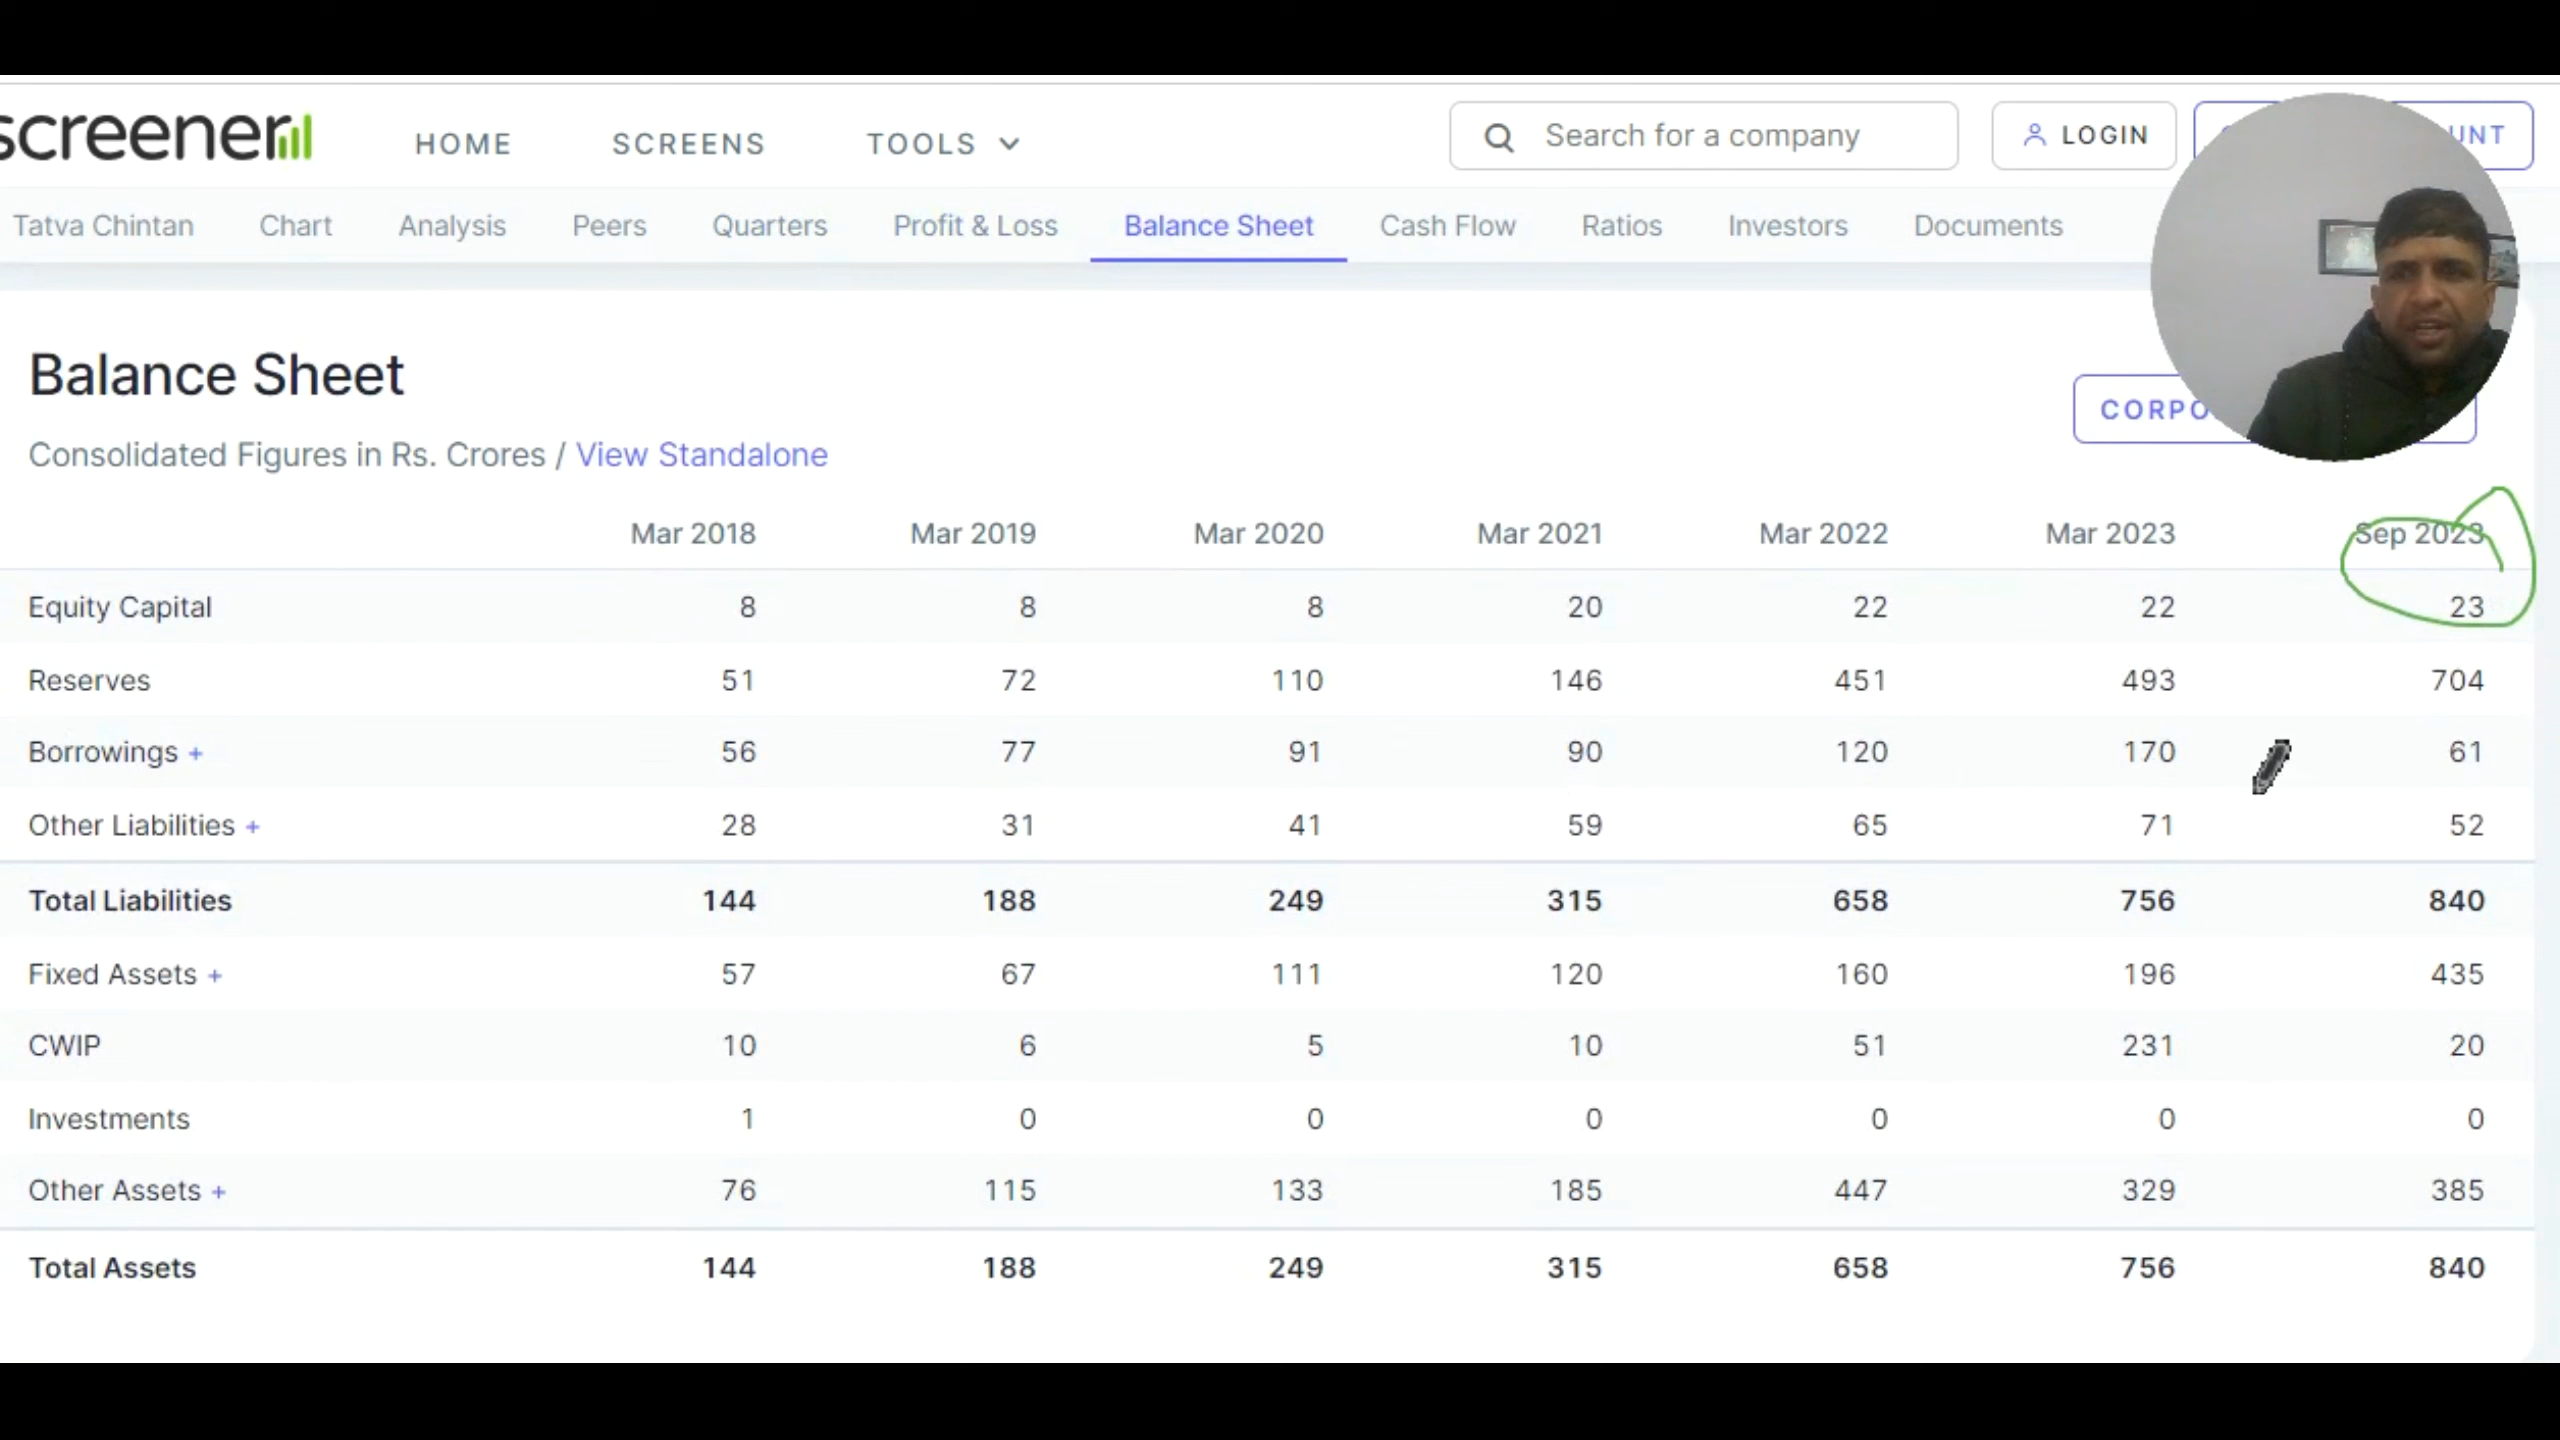 screener HOME SCREENS TOOLS Search for a company LOGIN
Tatva Chintan Chart Analysis Peers Quarters Profit & Loss Balance Sheet Cash Flow Ratios Investors Documents
Balance Sheet
Consolidated Figures in Rs. Crores / View Standalone
Mar 2018 Mar 2019 Mar 2020 Mar 2021 Mar 2022 Mar 2023 Sep 2023
Equity Capital 8 8 8 20 22 22 23
Reserves 51 72 110 146 451 493 704
Borrowings + 56 77 91 90 120 170 61
Other Liabilities + 28 31 41 59 65 71 52
Total Liabilities 144 188 249 315 658 756 840
Fixed Assets + 57 67 111 120 160 196 435
CWIP 10 6 5 10 51 231 20
Investments 1 0 0 0 0 0 0
Other Assets + 76 115 133 185 447 329 385
Total Assets 144 188 249 315 658 756 840